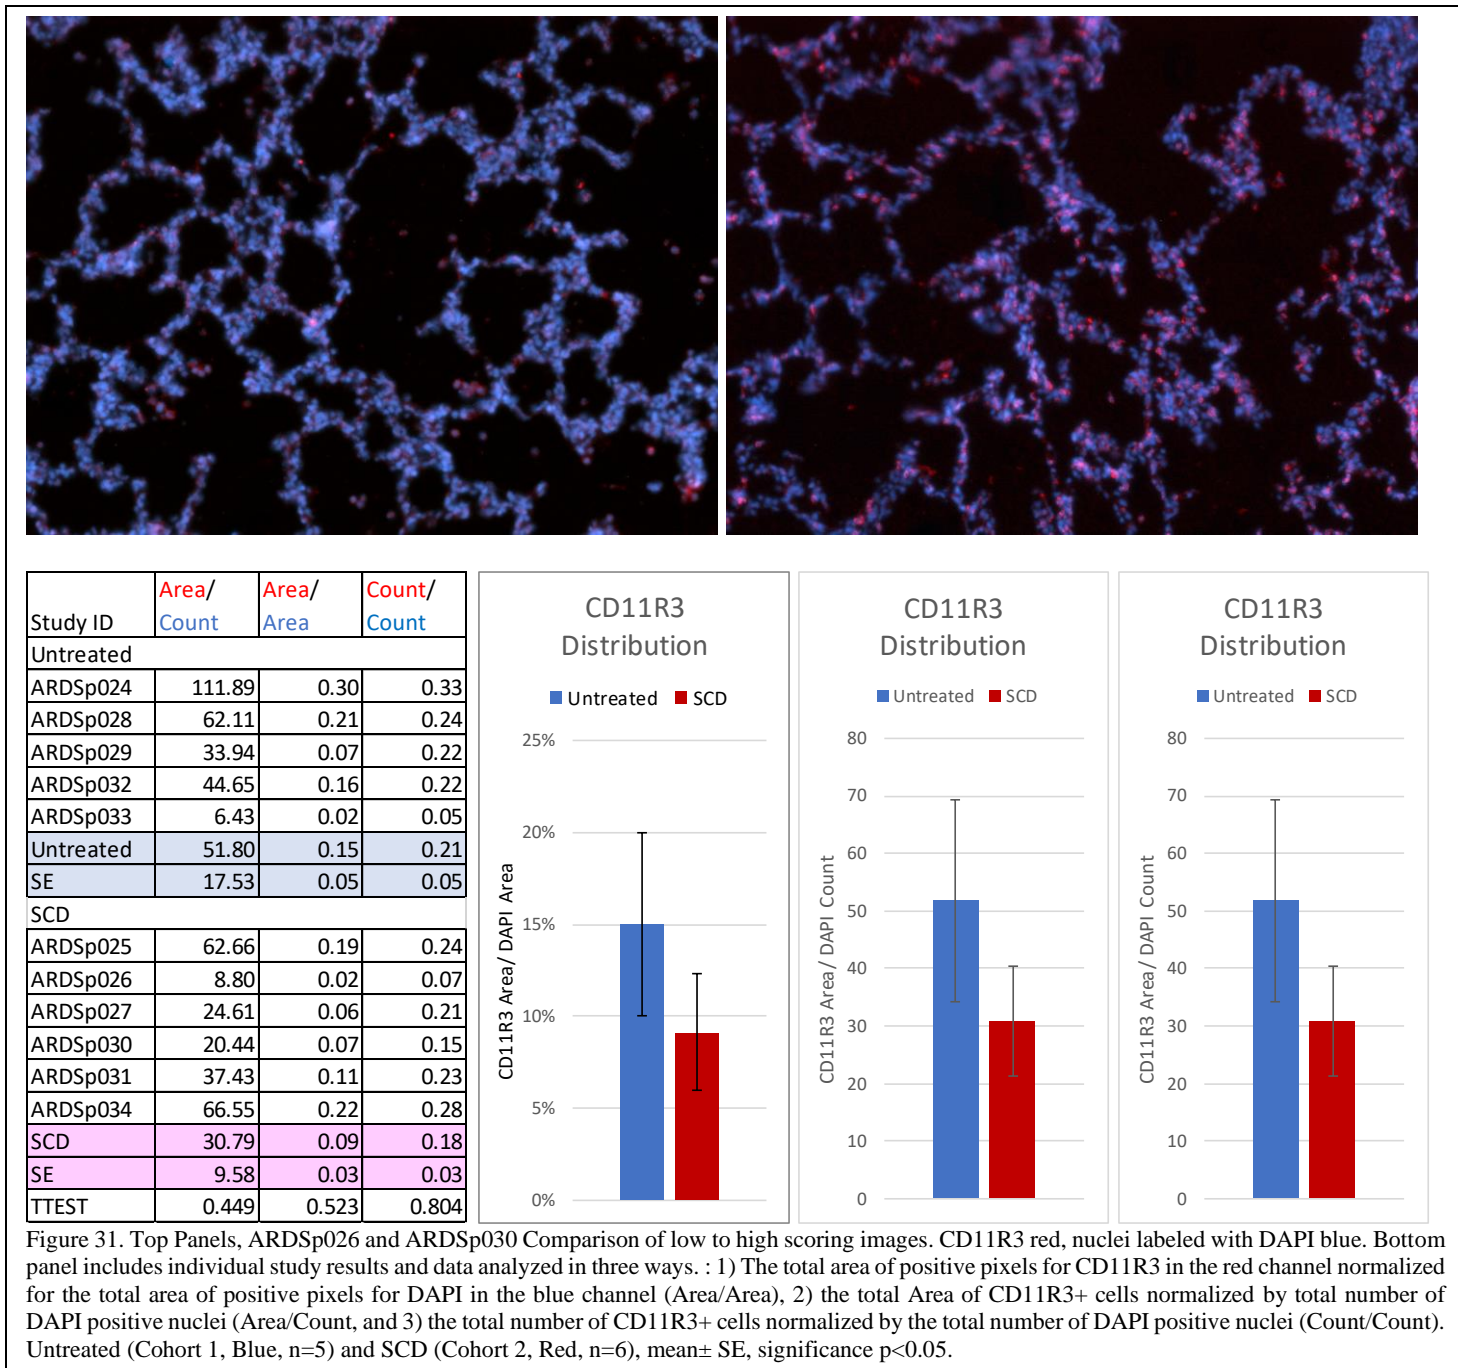 Study ID Area/ Count Area/ Area Count/ Count
Untreated
ARDSp024 111.89 0.30 0.33
ARDSp028 62.11 0.21 0.24
ARDSp029 33.94 0.07 0.22
ARDSp032 44.65 0.16 0.22
ARDSp033 6.43 0.02 0.05
Untreated 51.80 0.15 0.21
SE 17.53 0.05 0.05
SCD
ARDSp025 62.66 0.19 0.24
ARDSp026 8.80 0.02 0.07
ARDSp027 24.61 0.06 0.21
ARDSp030 20.44 0.07 0.15
ARDSp031 37.43 0.11 0.23
ARDSp034 66.55 0.22 0.28
SCD 30.79 0.09 0.18
SE 9.58 0.03 0.03
TTEST 0.449 0.523 0.804
CD11R3
Distribution
Untreated SCD
CD11R3 Area/ DAPI Area
25%
20%
15%
10%
5%
0%
CD11R3
Distribution
Untreated SCD
CD11R3 Area/ DAPI Count
80
70
60
50
40
30
20
10
0
CD11R3
Distribution
Untreated SCD
CD11R3 Area/ DAPI Count
80
70
60
50
40
30
20
10
0
Figure 31. Top Panels, ARDSp026 and ARDSp030 Comparison of low to high scoring images. CD11R3 red, nuclei labeled with DAPI blue. Bottom
panel includes individual study results and data analyzed in three ways. : 1) The total area of positive pixels for CD11R3 in the red channel normalized
for the total area of positive pixels for DAPI in the blue channel (Area/Area), 2) the total Area of CD11R3+ cells normalized by total number of
DAPI positive nuclei (Area/Count, and 3) the total number of CD11R3+ cells normalized by the total number of DAPI positive nuclei (Count/Count).
Untreated (Cohort 1, Blue, n=5) and SCD (Cohort 2, Red, n=6), mean± SE, significance p<0.05.